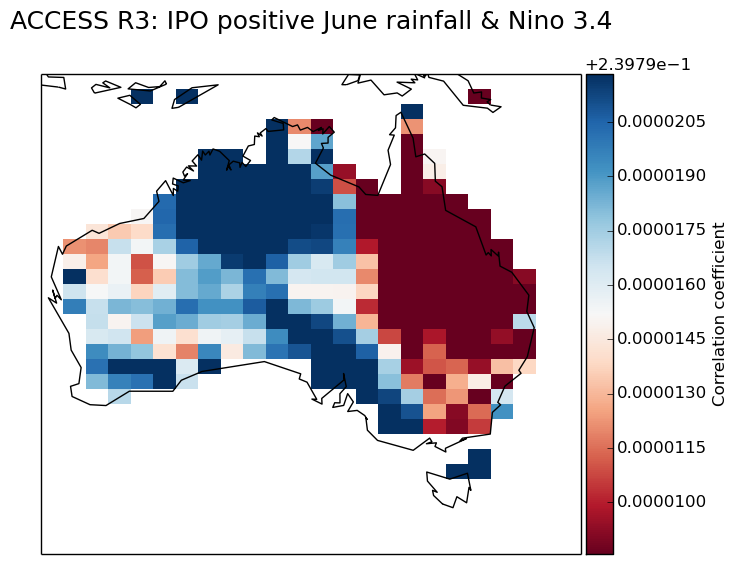 ACCESS R3: IPO positive June rainfall & Nino 3.4
+2.3979e−1
0.0000205
0.0000190
0.0000175
0.0000160
0.0000145
0.0000130
0.0000115
0.0000100
Correlation coefficient